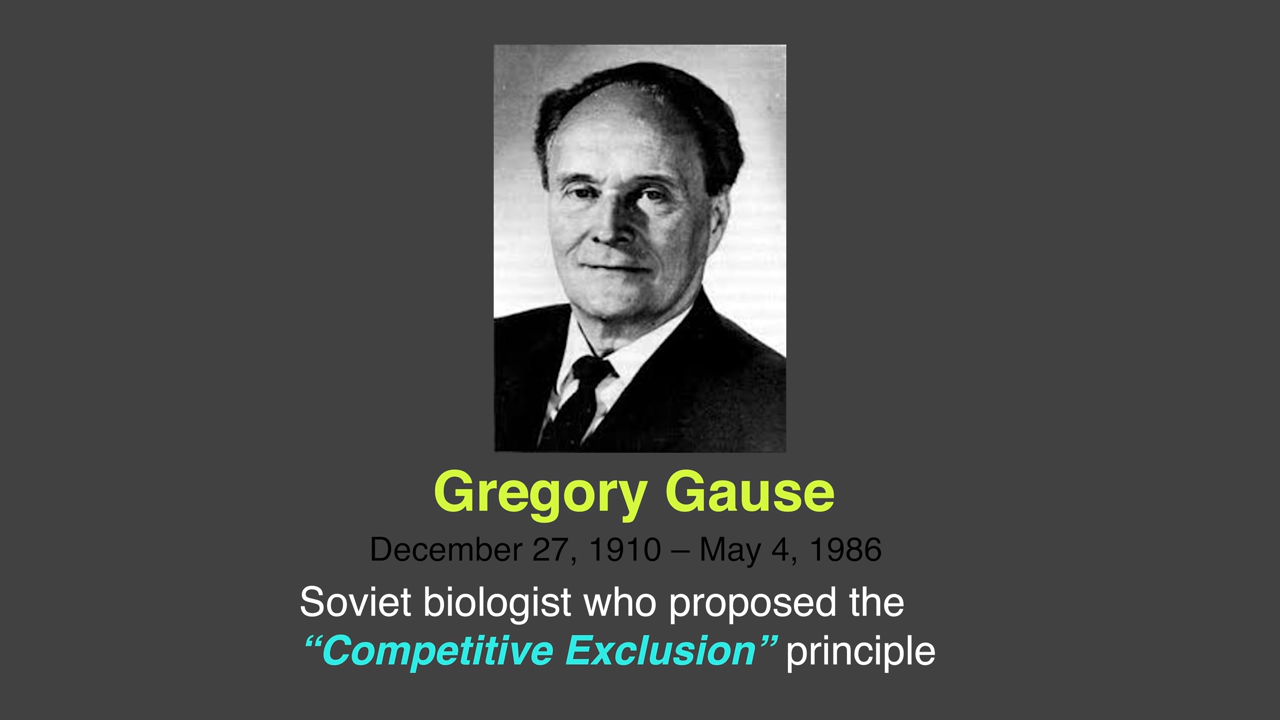 Gregory Gause
December 27, 1910 – May 4, 1986
Soviet biologist who proposed the
“Competitive Exclusion” principle